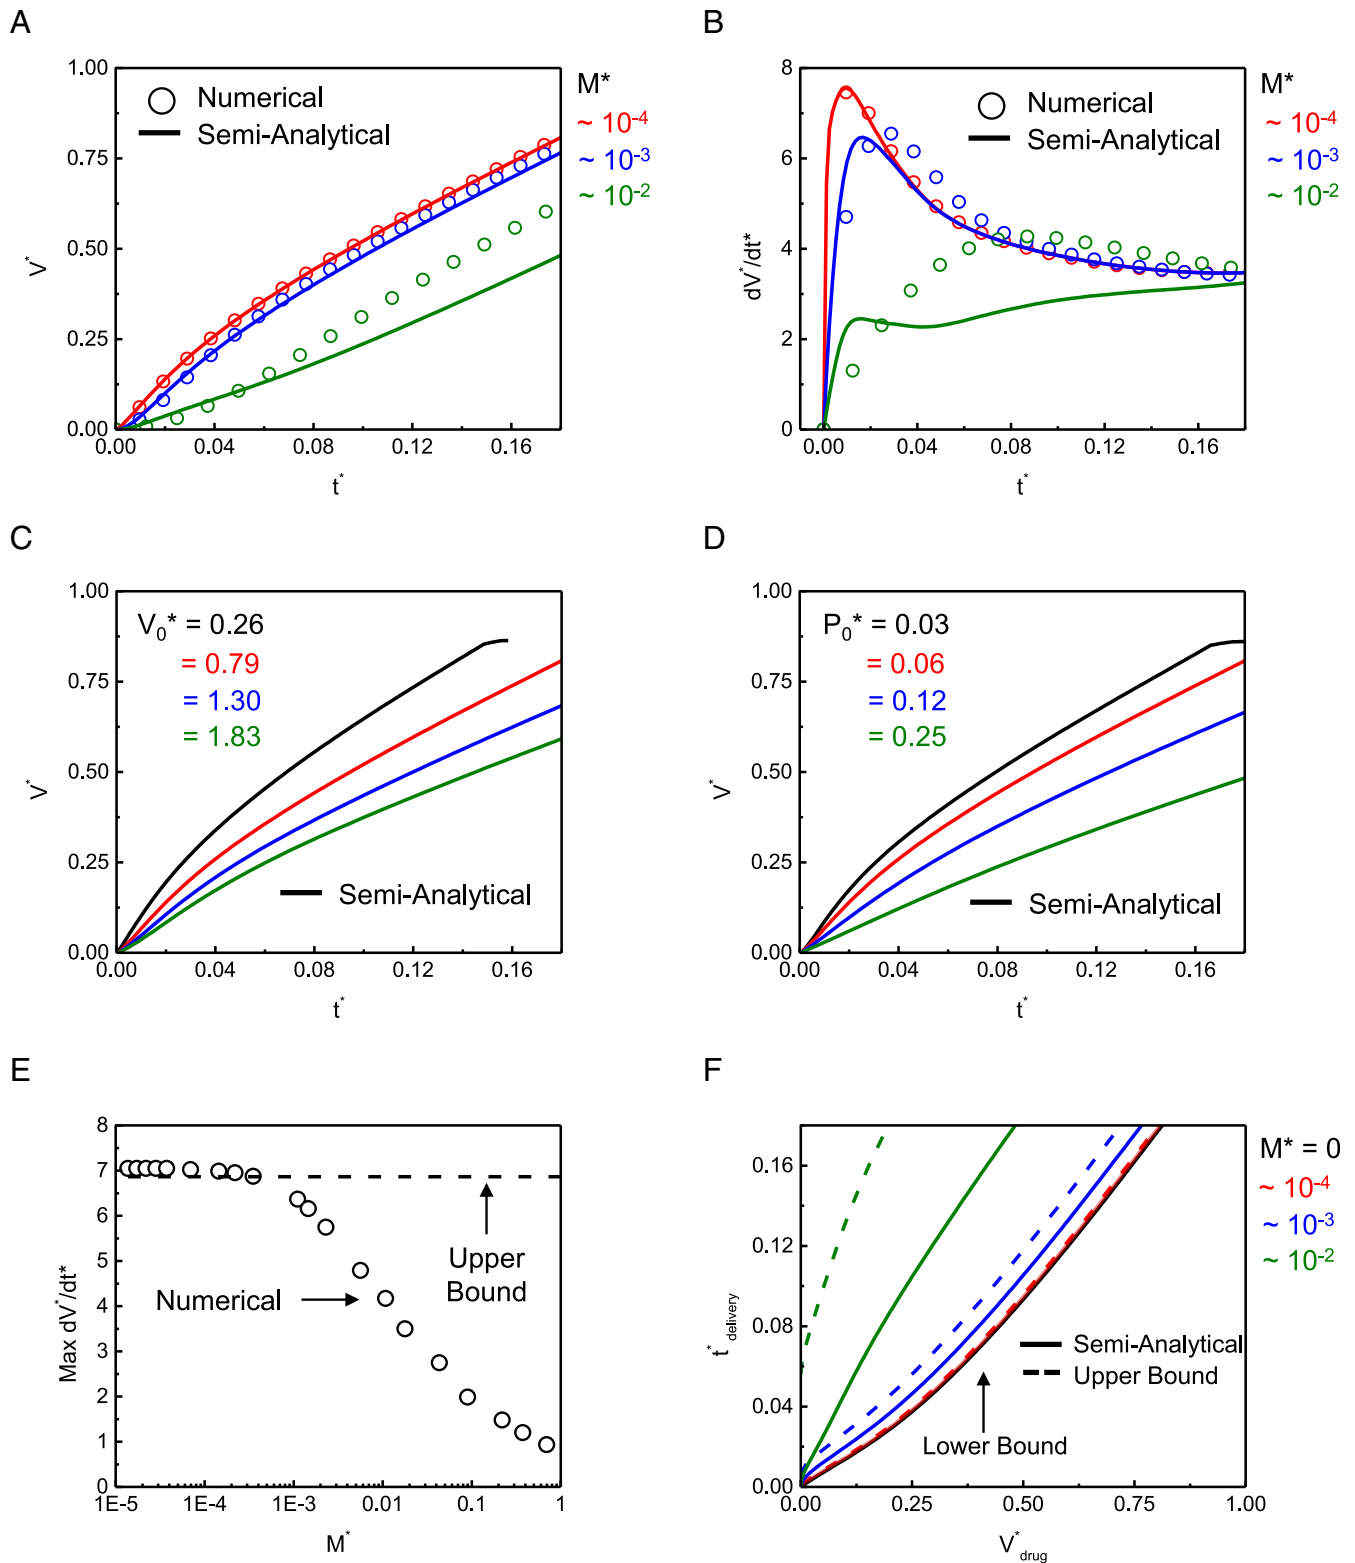 A
1.00
0.75
0.50
0.25
0.00
V*
0.00 0.04 0.08 0.12 0.16
t*
Numerical
Semi-Analytical
M*
~ 10-4
~ 10-3
~ 10-2
B
8
6
4
2
0
dV*/dt*
0.00 0.04 0.08 0.12 0.16
t*
Numerical
Semi-Analytical
M*
~ 10-4
~ 10-3
~ 10-2
C
1.00
0.75
0.50
0.25
0.00
V*
0.00 0.04 0.08 0.12 0.16
t*
V0* = 0.26
= 0.79
= 1.30
= 1.83
Semi-Analytical
D
1.00
0.75
0.50
0.25
0.00
V*
0.00 0.04 0.08 0.12 0.16
t*
P0* = 0.03
= 0.06
= 0.12
= 0.25
Semi-Analytical
E
8
7
6
5
4
3
2
1
0
Max dV*/dt*
1E-5 1E-4 1E-3 0.01 0.1 1
M*
Upper
Bound
Numerical
F
0.16
0.12
0.08
0.04
0.00
t*delivery
0.00 0.25 0.50 0.75 1.00
V*drug
Semi-Analytical
Upper Bound
Lower Bound
M* = 0
~ 10-4
~ 10-3
~ 10-2